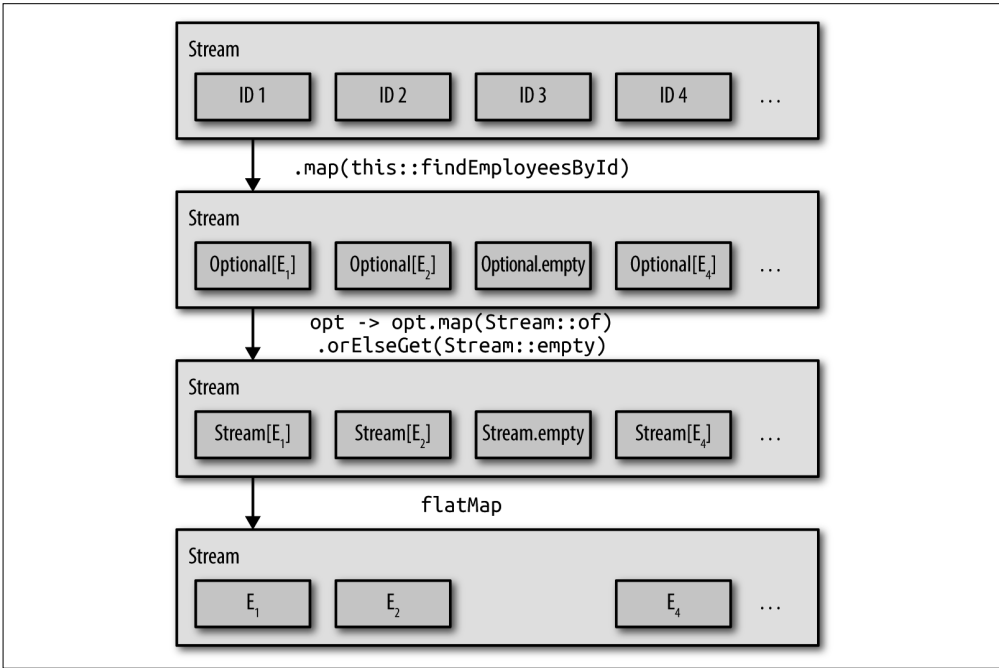 Stream
ID 1 ID 2 ID 3 ID 4 ...
.map(this::findEmployeesById)
Stream
Optional[E₁] Optional[E₂] Optional.empty Optional[E₄] ...
opt -> opt.map(Stream::of)
.orElseGet(Stream::empty)
Stream
Stream[E₁] Stream[E₂] Stream.empty Stream[E₄] ...
flatMap
Stream
E₁ E₂ E₄ ...